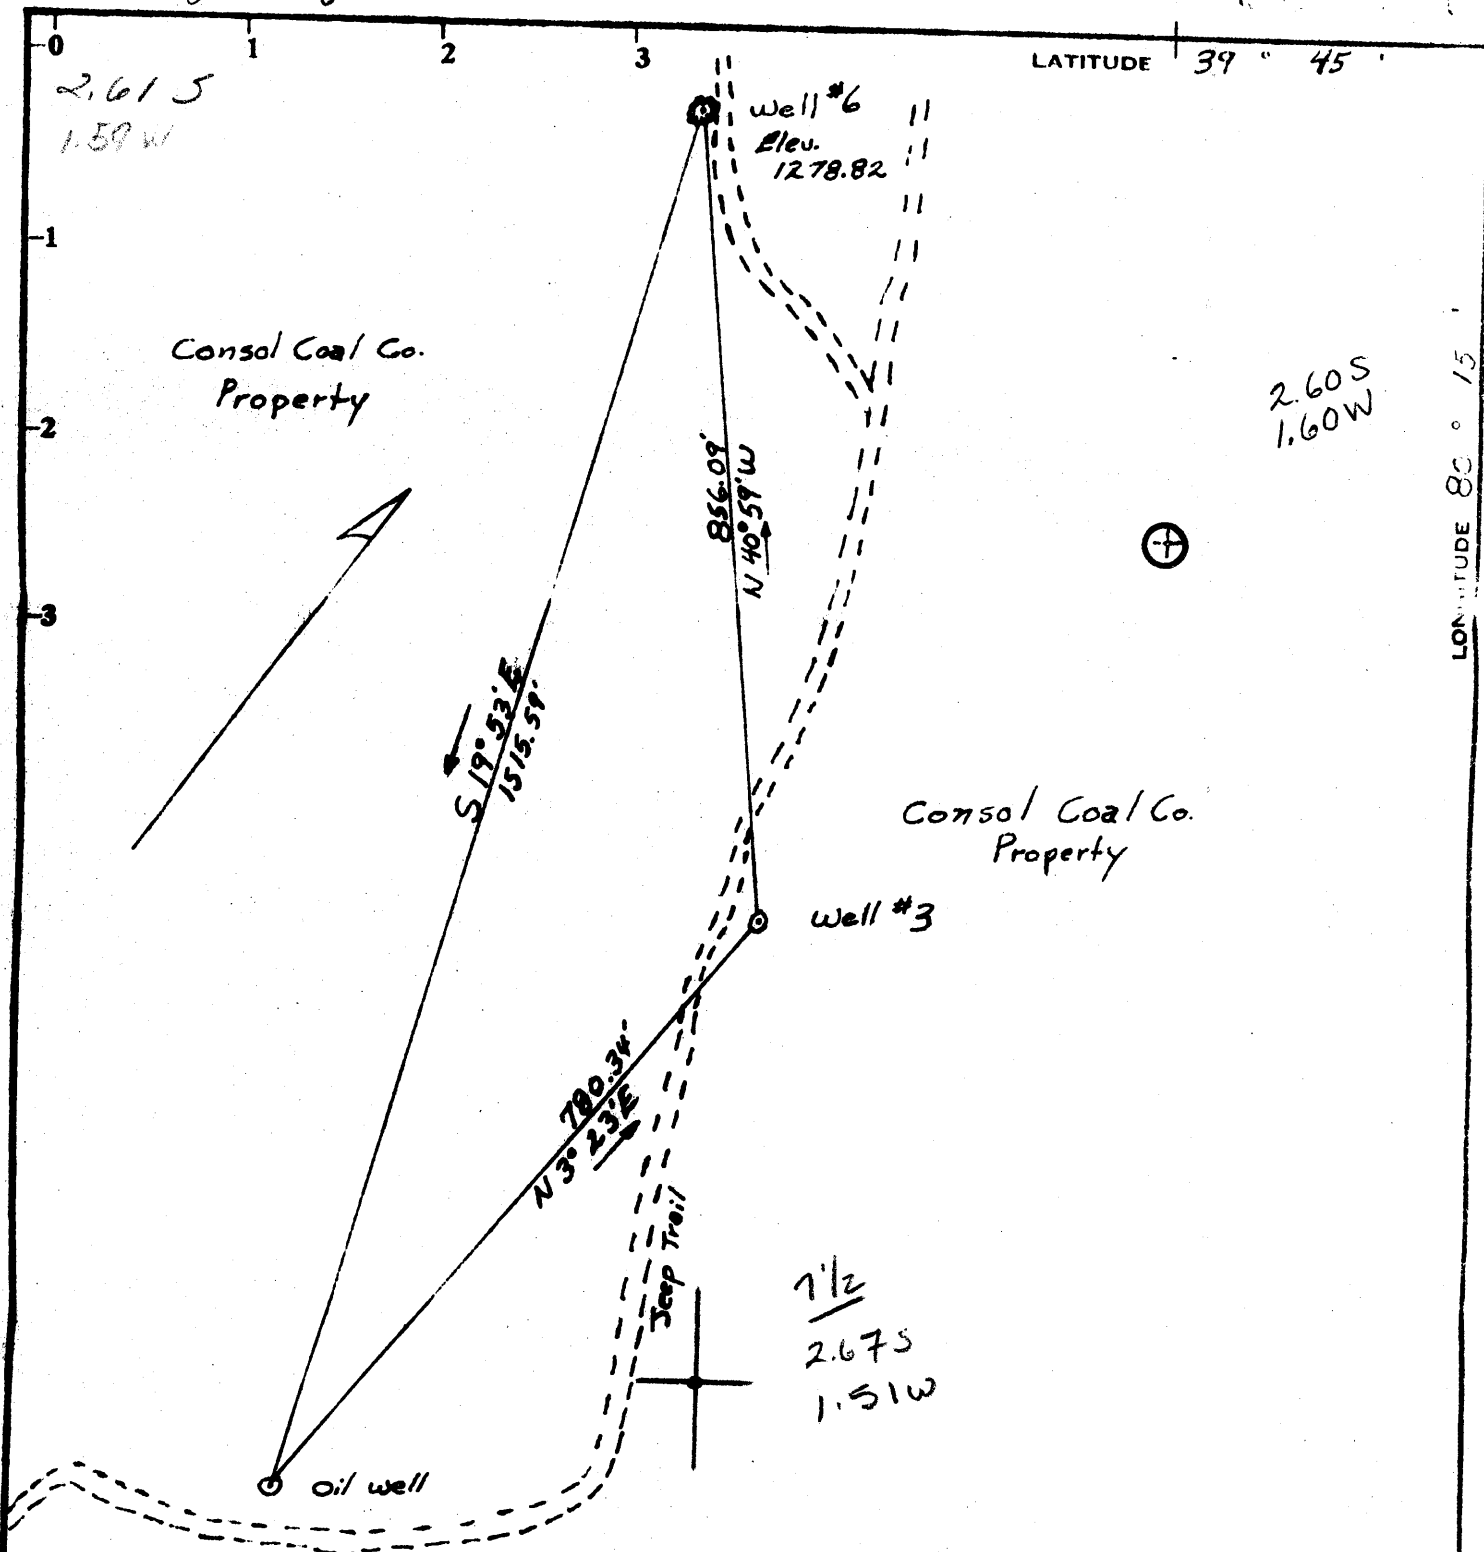 0 1 2 3
LATITUDE 39 ° 45 '
2.61 S
1.59 W
Well #6
Elev.
1278.82
1
Consol Coal Co.
Property
2
2.60 S
1.60 W
LONGITUDE 80 ° 15 '
856.09'
N 40° 59' W
3
S 19° 53' E
1515.59'
Consol Coal Co.
Property
Well #3
780.34'
N 3° 23' E
Jeep Trail
7 1/2
2.67 S
1.51 W
Oil well